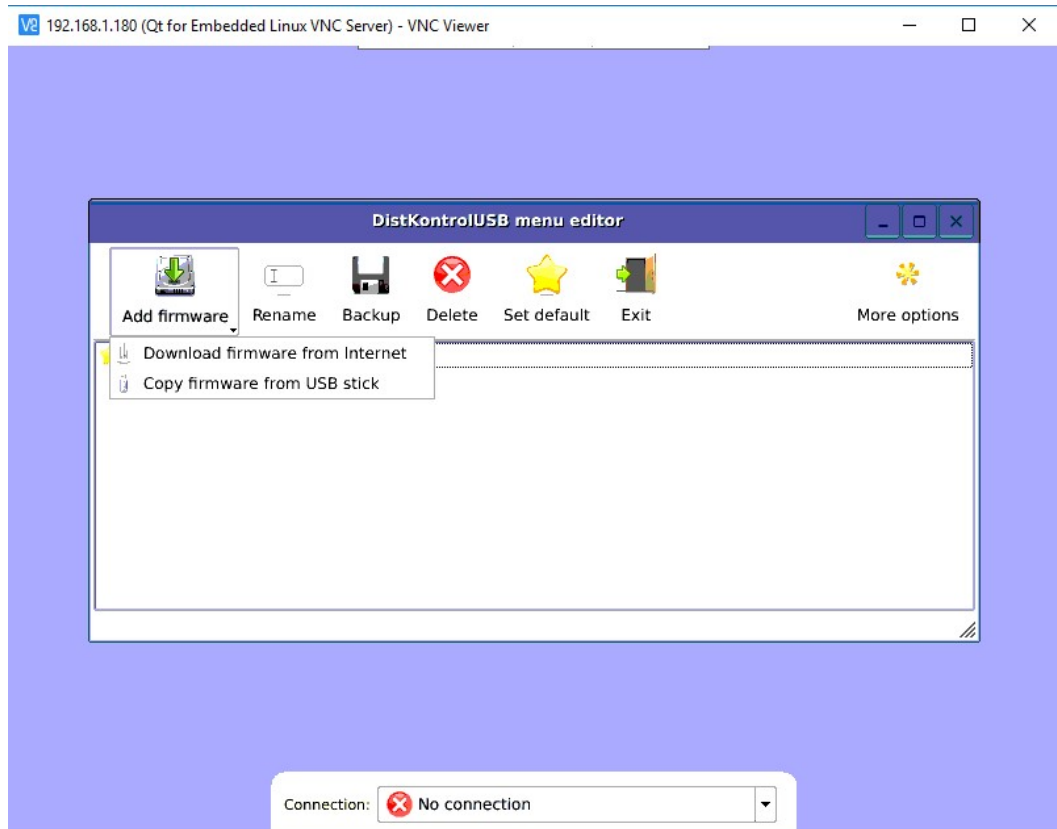 192.168.1.180 (Qt for Embedded Linux VNC Server) - VNC Viewer
DistKontrolUSB menu editor
Add firmware Rename Backup Delete Set default Exit More options
Download firmware from Internet
Copy firmware from USB stick
Connection: No connection